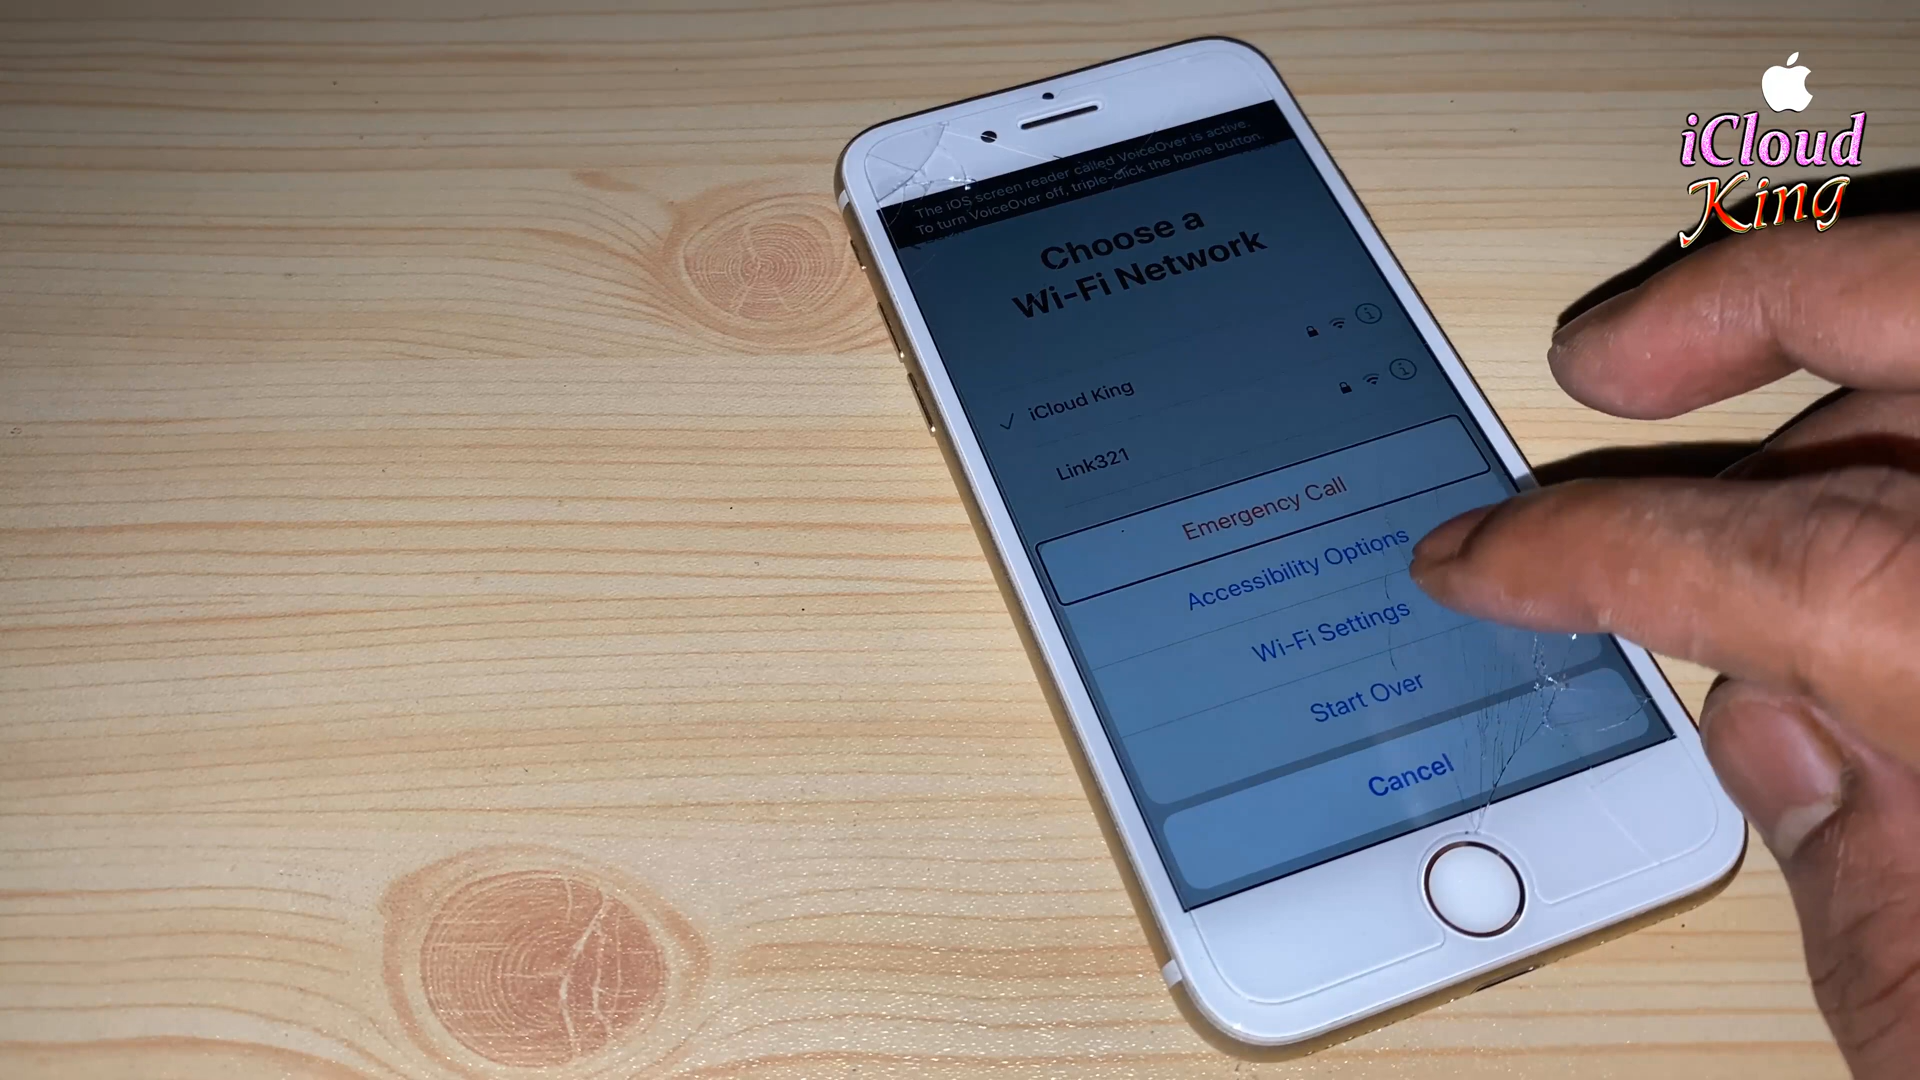 iCloud
King
The iOS screen reader called VoiceOver is active.
To turn VoiceOver off, triple-click the home button.
Choose a
Wi-Fi Network
iCloud King
Link321
Emergency Call
Accessibility Options
Wi-Fi Settings
Start Over
Cancel